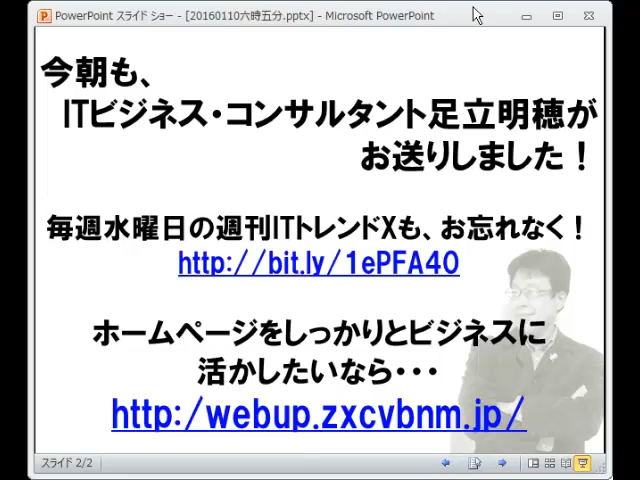 PowerPoint スライド ショー - [20160110六時五分.pptx] - Microsoft PowerPoint
今朝も、
ITビジネス・コンサルタント足立明穂が
お送りしました！
毎週水曜日の週刊ITトレンドXも、お忘れなく！
http://bit.ly/1ePFA40
ホームページをしっかりとビジネスに
活かしたいなら・・・
http:/webup.zxcvbnm.jp/
スライド 2/2